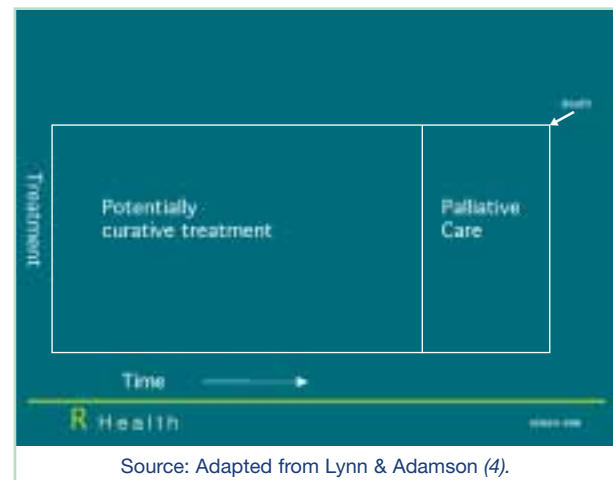 Treatment
Potentially
curative treatment
Palliative
Care
Time
R Health
Source: Adapted from Lynn & Adamson (4).